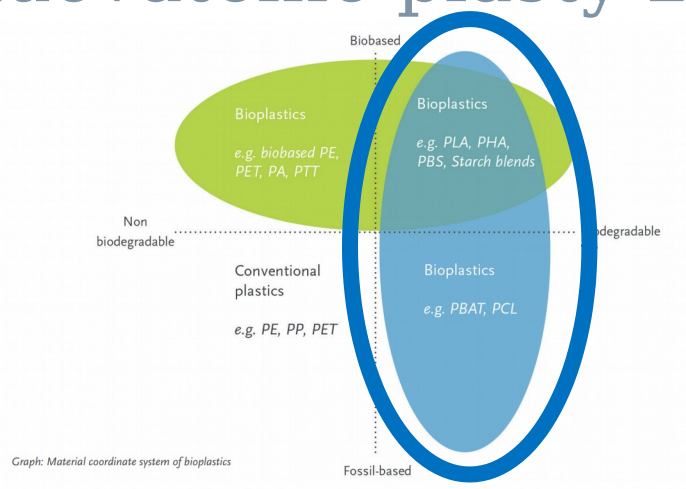 Biobased
Bioplastics
e.g. biobased PE,
PET, PA, PTT
Bioplastics
e.g. PLA, PHA,
PBS, Starch blends
Non
biodegradable
Conventional
plastics
e.g. PE, PP, PET
Bioplastics
e.g. PBAT, PCL
Graph: Material coordinate system of bioplastics
Fossil-based